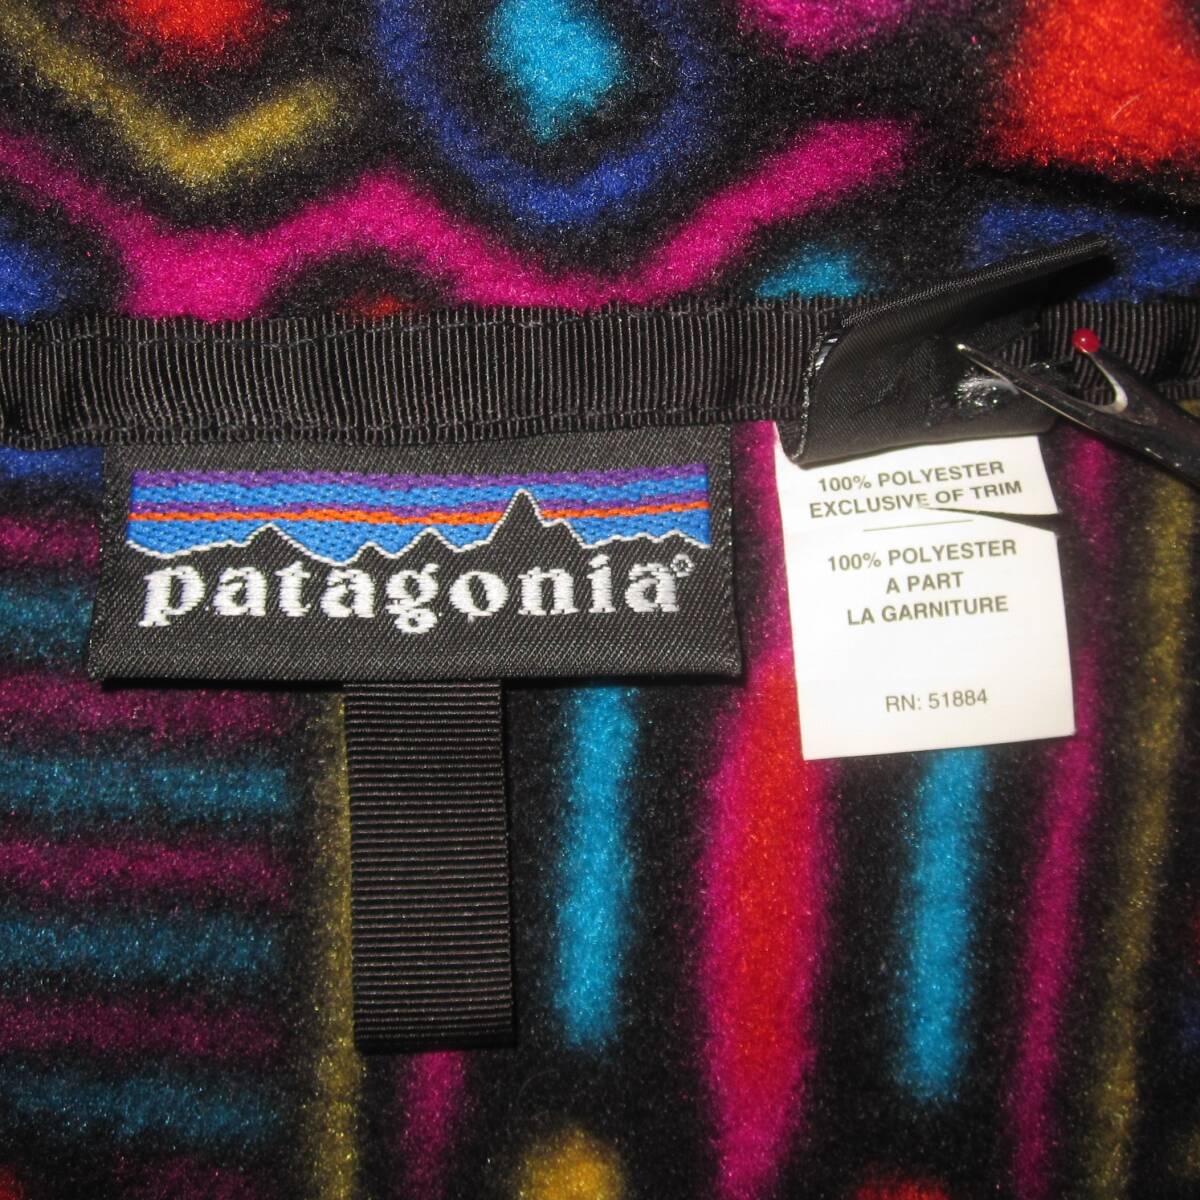 patagonia®
100% POLYESTER
EXCLUSIVE OF TRIM
100% POLYESTER
A PART
LA GARNITURE
RN: 51884